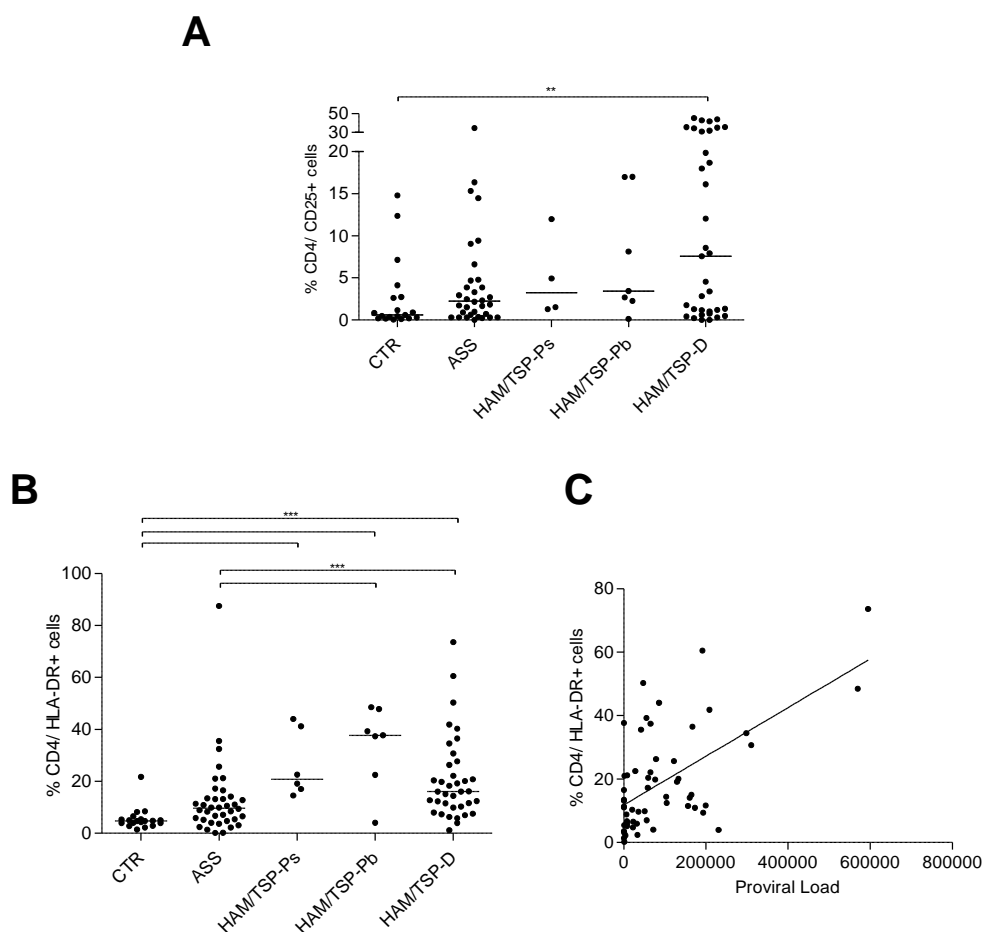 A
**
% CD4/ CD25+ cells
50
30
20
15
10
5
0
CTR
ASS
HAM/TSP-Ps
HAM/TSP-Pb
HAM/TSP-D
B
***
***
% CD4/ HLA-DR+ cells
100
80
60
40
20
0
CTR
ASS
HAM/TSP-Ps
HAM/TSP-Pb
HAM/TSP-D
C
% CD4/ HLA-DR+ cells
80
60
40
20
0
0 200000 400000 600000 800000
Proviral Load